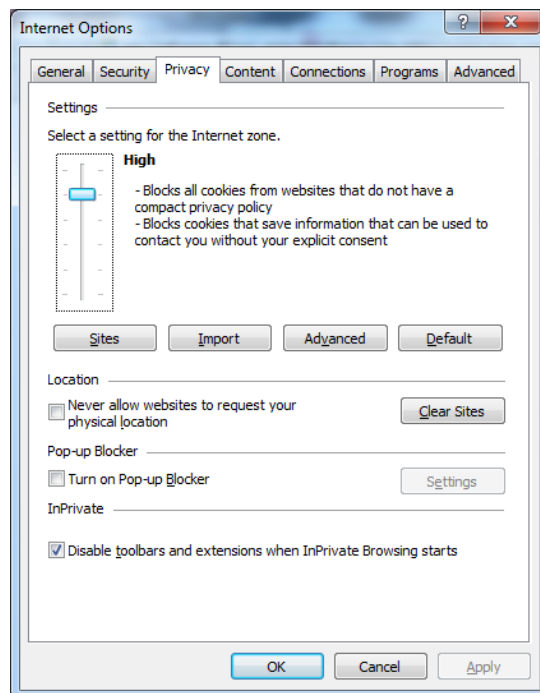 Internet Options
?
X
General Security Privacy Content Connections Programs Advanced
Settings
Select a setting for the Internet zone.
High
- Blocks all cookies from websites that do not have a
compact privacy policy
- Blocks cookies that save information that can be used to
contact you without your explicit consent
Sites Import Advanced Default
Location
Never allow websites to request your
physical location
Clear Sites
Pop-up Blocker
Turn on Pop-up Blocker
Settings
InPrivate
Disable toolbars and extensions when InPrivate Browsing starts
OK Cancel Apply